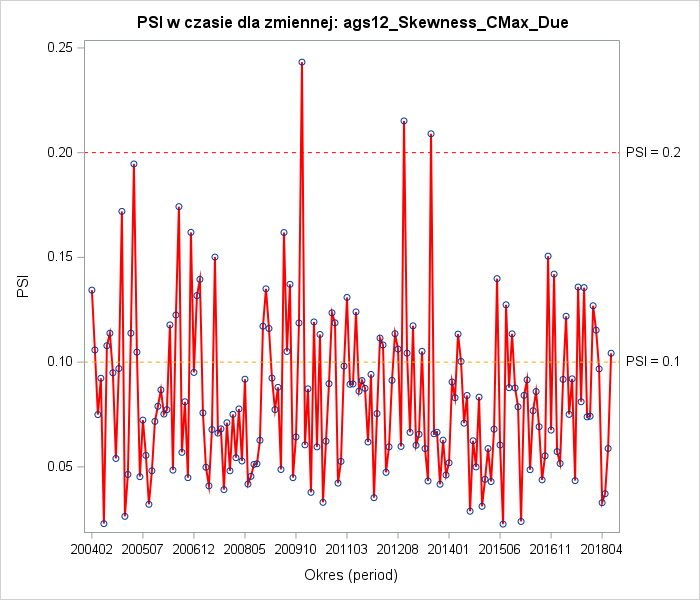 PSI w czasie dla zmiennej: ags12_Skewness_CMax_Due
0.25
0.20
0.15
0.10
0.05
PSI
PSI = 0.2
PSI = 0.1
200402 200507 200612 200805 200910 201103 201208 201401 201506 201611 201804
Okres (period)